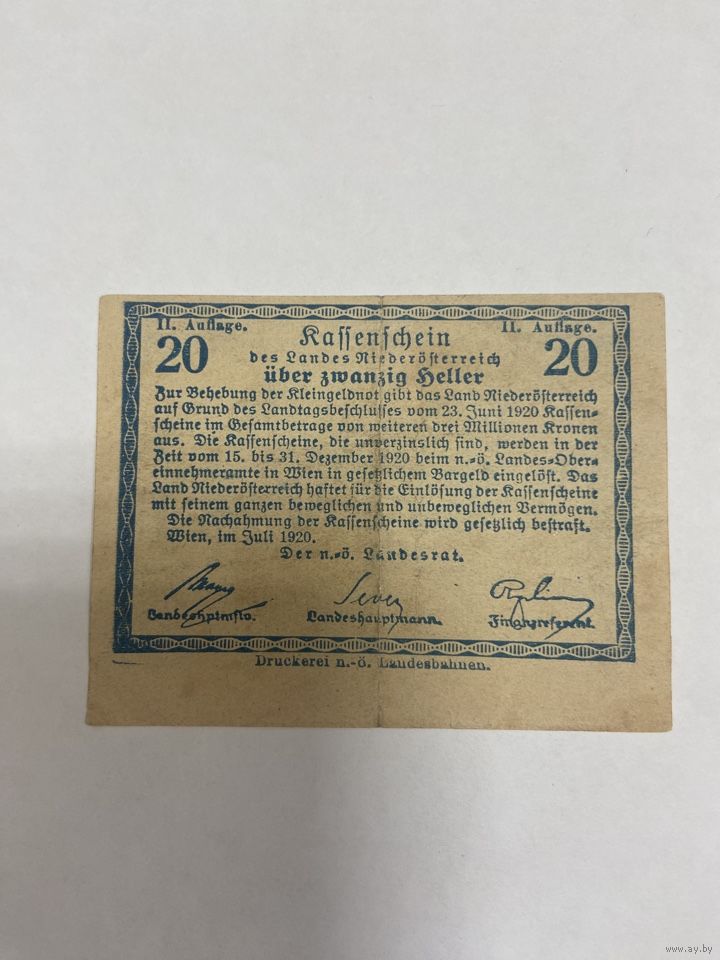 II. Auflage. II. Auflage.
Kassenschein
20 20
des Landes Niederösterreich
über zwanzig Heller
Zur Behebung der Kleingeldnot gibt das Land Niederösterreich
auf Grund des Landtagsbeschlusses vom 23. Juni 1920 Kassen-
scheine im Gesamtbetrage von weiteren drei Millionen Kronen
aus. Die Kassenscheine, die unverzinslich sind, werden in der
Zeit vom 15. bis 31. Dezember 1920 beim n.-ö. Landes-Ober-
einnehmeramte in Wien in gesetzlichem Bargeld eingelöst. Das
Land Niederösterreich haftet für die Einlösung der Kassenscheine
mit seinem ganzen beweglichen und unbeweglichen Vermögen.
Die Nachahmung der Kassenscheine wird gesetzlich bestraft.
Wien, im Juli 1920.
Der n.-ö. Landesrat.
Sever
Landeshptmstv. Landeshauptmann. Finanzreferent.
Druckerei n.-ö. Landesbahnen.
www.ay.by